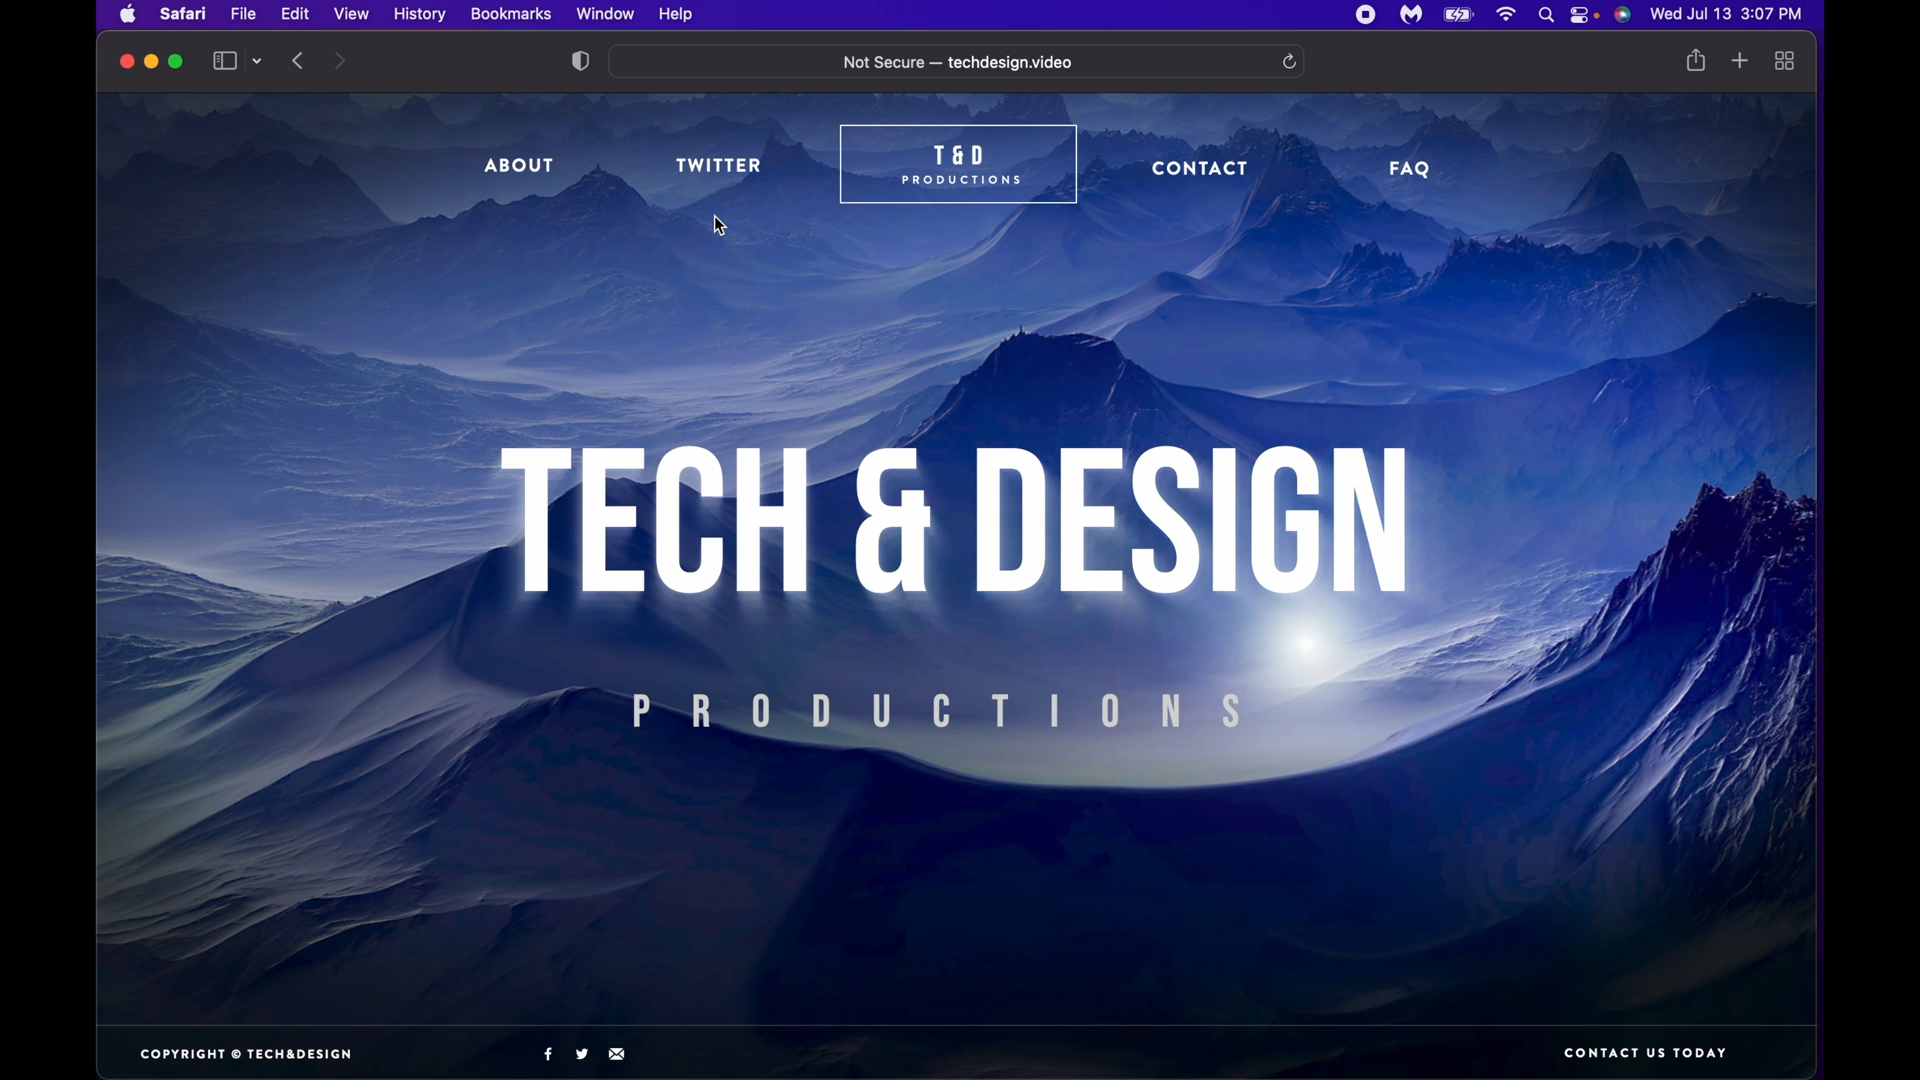 Safari File Edit View History Bookmarks Window Help Wed Jul 13 3:07 PM
Not Secure — techdesign.video
ABOUT TWITTER T&D CONTACT FAQ
PRODUCTIONS
TECH & DESIGN
PRODUCTIONS
COPYRIGHT © TECH&DESIGN CONTACT US TODAY